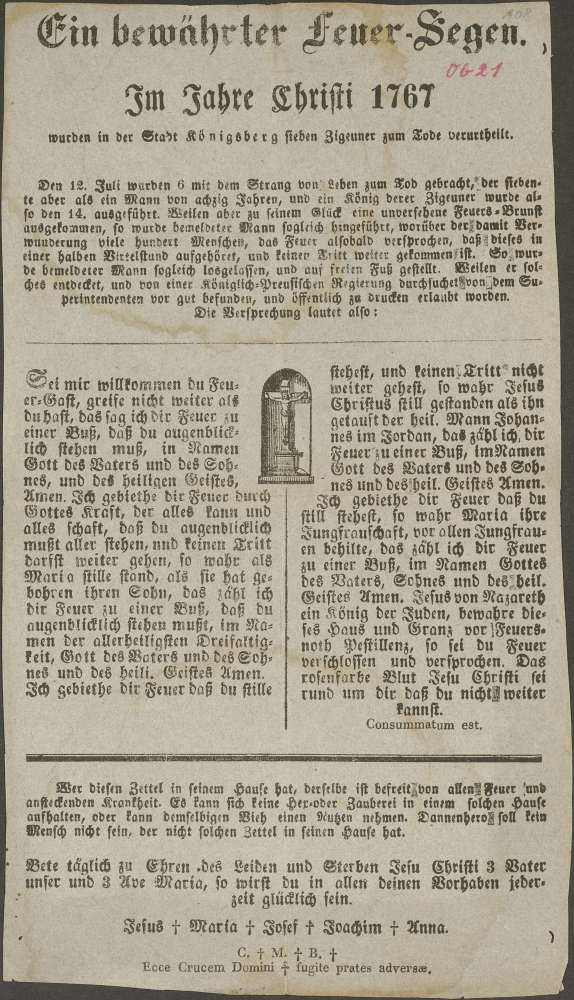 Ein bewährter Feuer-Segen.
0621
Im Jahre Christi 1767
wurden in der Stadt Königsberg sieben Zigeuner zum Tode verurtheilt.
Den 12. Juli wurden 6 mit dem Strang von Leben zum Tod gebracht, der sieben-
te aber als ein Mann von achzig Jahren, und ein König derer Zigeuner wurde al-
so den 14. ausgeführt. Weilen aber zu seinem Glück eine unversehene Feuers-Brunst
ausgekommen, so wurde bemeldeter Mann sogleich hingeführt, worüber der damit Ver-
wunderung viele hundert Menschen, das Feuer alsobald versprochen, daß dieses in
einer halben Virtelstund aufgehöret, und keinen Tritt weiter gekommen ist. So wur-
de bemeldeter Mann sogleich losgelassen, und auf freien Fuß gestellt. Weilen er sol-
ches entdecket, und von einer Königlich-Preusischen Regierung durchsuchet von dem Su-
perintendenten vor gut befunden, und öffentlich zu drucken erlaubt worden.
Die Versprechung lautet also:
Sei mir willkommen du Feu-
er-Gast, greife nicht weiter als
du hast, das sag ich dir Feuer zu
einer Buß, daß du augenblick-
lich stehen muß, in Namen
Gott des Vaters und des Soh-
nes, und des heiligen Geistes,
Amen. Ich gebiethe dir Feuer durch
Gottes Kraft, der alles kann und
alles schaft, daß du augenblicklich
mußt aller stehen, nnd keinen Tritt
darfst weiter gehen, so wahr als
Maria stille stand, als sie hat ge-
bohren ihren Sohn, das zähl ich
dir Feuer zu einer Buß, daß du
augenblicklich stehen mußt, im Na-
men der allerheiligsten Dreifaltig-
keit, Gott des Vaters und des Soh-
nes und des heili. Geistes Amen.
Ich gebiethe dir Feuer daß du stille
stehest, und keinen Tritt nicht
weiter gehest, so wahr Jesus
Christus still gestanden als ihn
getauft der heil. Mann Johan-
nes im Jordan, das zähl ich dir
Feuer zu einer Buß, im Namen
Gott des Vaters und des Soh-
nes und des heil. Geistes Amen.
Ich gebiethe dir Feuer daß du
still stehest, so wahr Maria ihre
Jungfrauschaft, vor allen Jungfrau-
en behilte, das zähl ich dir Feuer
zu einer Buß, im Namen Gottes
des Vaters, Sohnes und des heil.
Geistes Amen. Jesus von Nazareth
ein König der Juden, bewahre die-
ses Haus und Granz vor Feuers-
noth Pestillenz, so sei du Feuer
verschlossen und versprochen. Das
rosenfarbe Blut Jesu Christi sei
rund um dir daß du nicht weiter
kannst.
Consummatum est.
Wer diesen Zettel in seinem Hause hat, derselbe ist befreit von allen Feuer und
ansteckenden Krankheit. Es kann sich keine Hex-oder Zauberei in einem solchen Hause
aufhalten, oder kann demselbigen Vieh einen Nutzen nehmen. Dannenhero soll kein
Mensch nicht sein, der nicht solchen Zettel in seinen Hause hat.
Bete täglich zu Ehren des Leiden und Sterben Jesu Christi 3 Vater
unser und 3 Ave Maria, so wirst du in allen deinen Vorhaben jeder-
zeit glücklich sein.
Jesus † Maria † Josef † Joachim † Anna.
C. † M. † B. †
Ecce Crucem Domini † fugite prates adversæ.